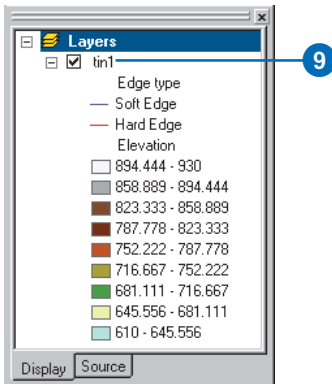 Layers
tin1
9
Edge type
Soft Edge
Hard Edge
Elevation
894.444 - 930
858.889 - 894.444
823.333 - 858.889
787.778 - 823.333
752.222 - 787.778
716.667 - 752.222
681.111 - 716.667
645.556 - 681.111
610 - 645.556
Display Source